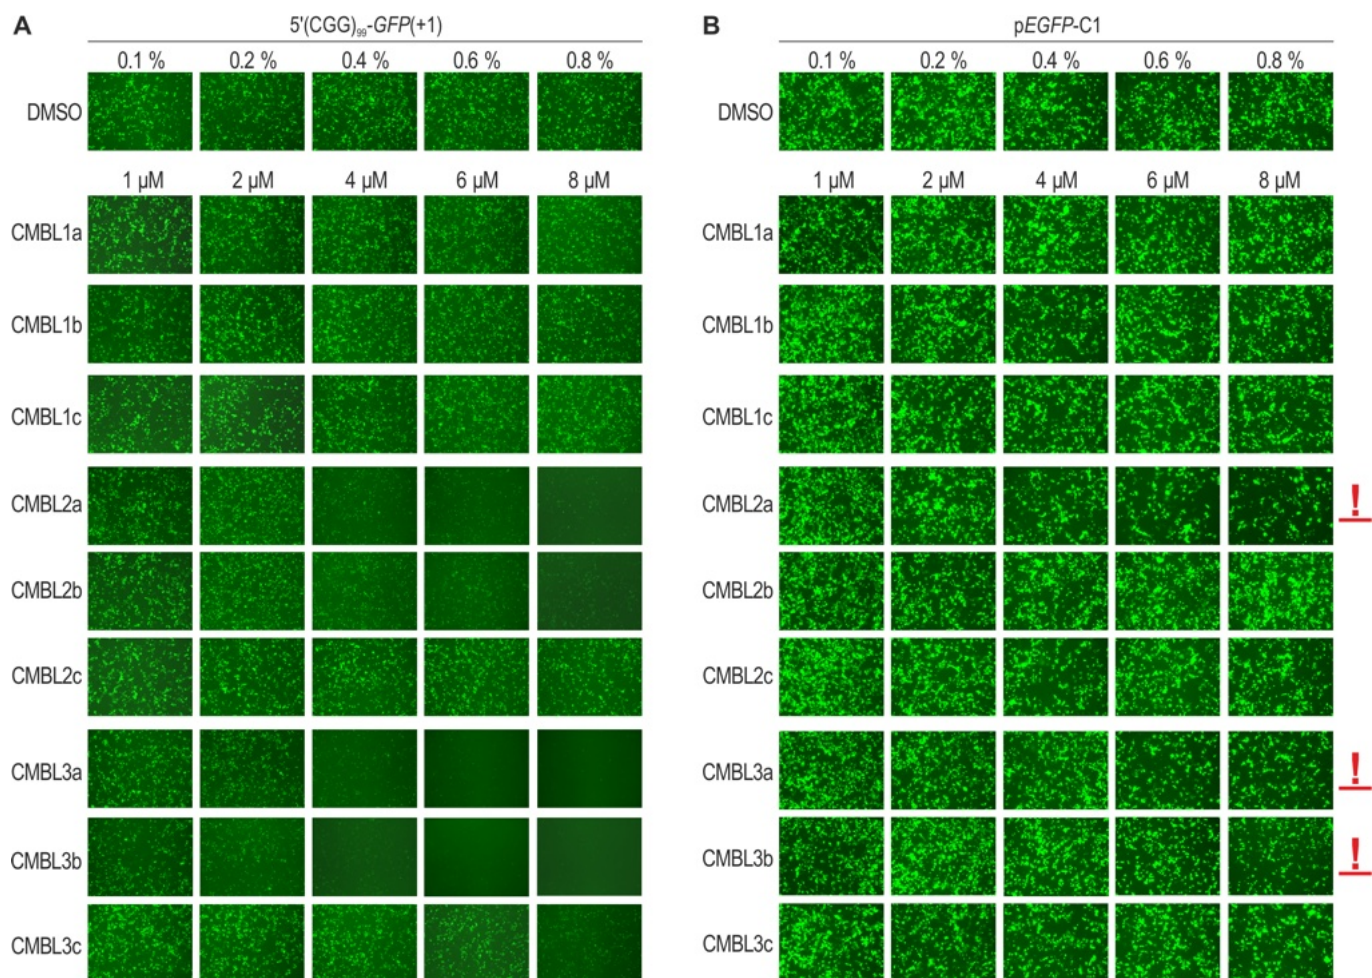 A 5'(CGG)₉₉-GFP(+1)
0.1 % 0.2 % 0.4 % 0.6 % 0.8 %
DMSO
1 µM 2 µM 4 µM 6 µM 8 µM
CMBL1a
CMBL1b
CMBL1c
CMBL2a
CMBL2b
CMBL2c
CMBL3a
CMBL3b
CMBL3c
B pEGFP-C1
0.1 % 0.2 % 0.4 % 0.6 % 0.8 %
DMSO
1 µM 2 µM 4 µM 6 µM 8 µM
CMBL1a
CMBL1b
CMBL1c
CMBL2a !
CMBL2b
CMBL2c
CMBL3a !
CMBL3b !
CMBL3c